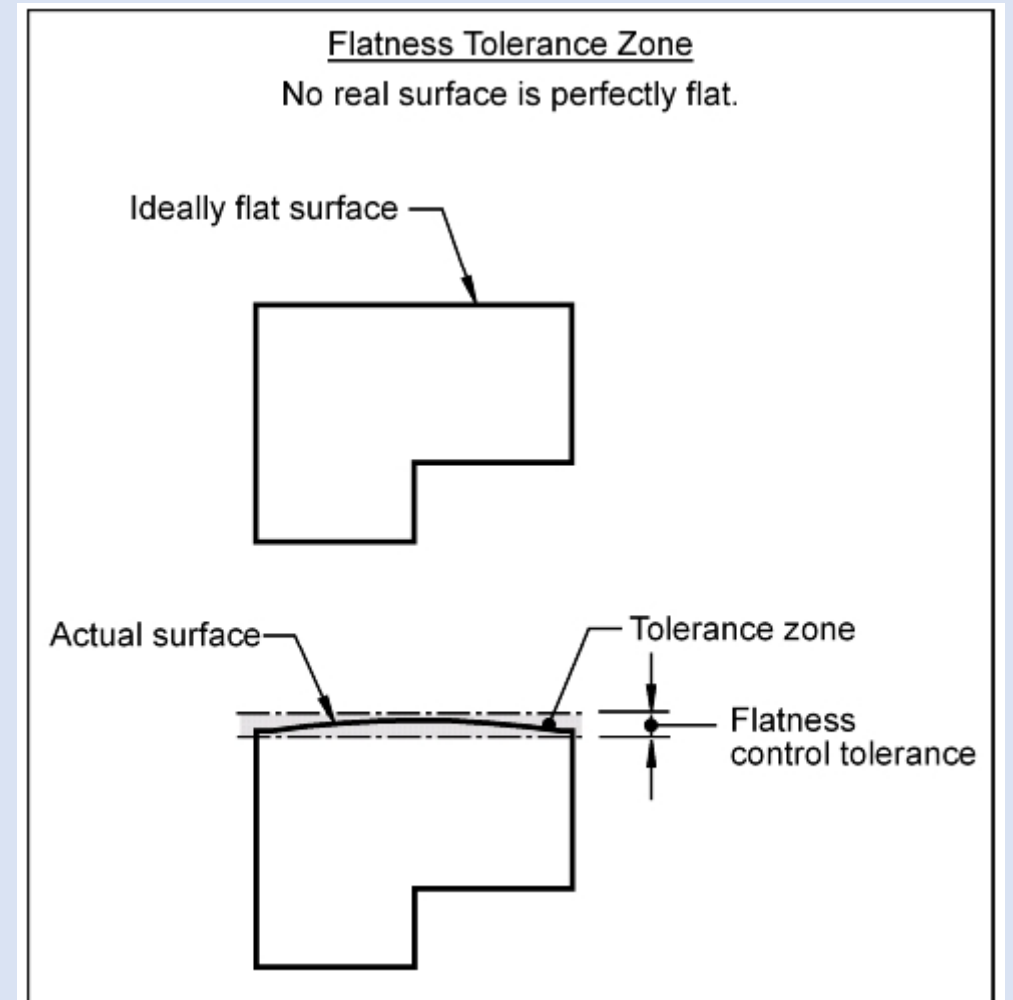 Flatness Tolerance Zone
No real surface is perfectly flat.
Ideally flat surface
Actual surface
Tolerance zone
Flatness
control tolerance